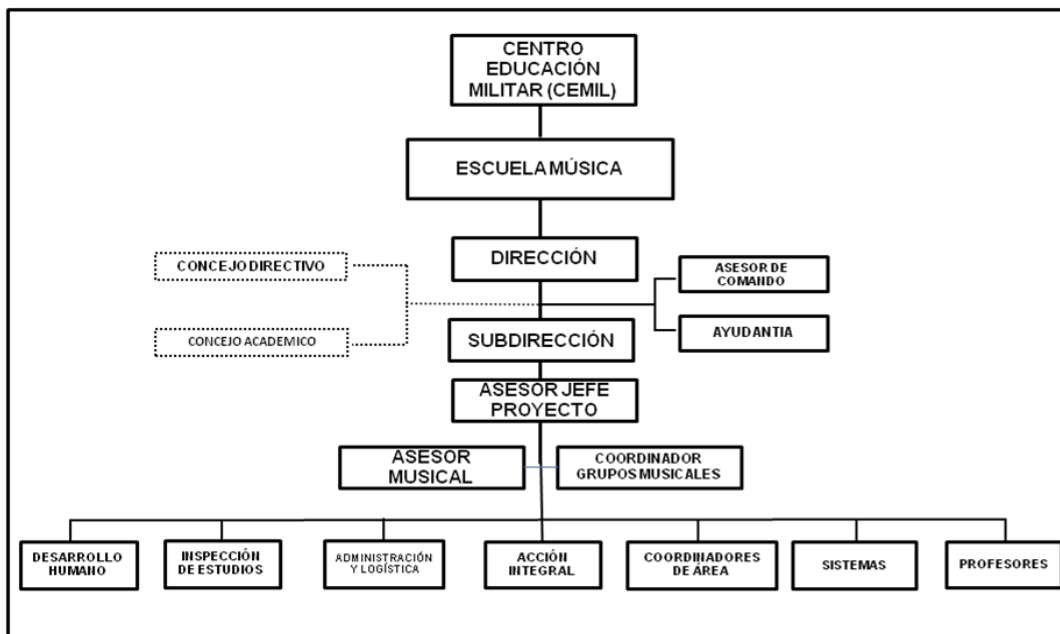 CENTRO
EDUCACIÓN
MILITAR (CEMIL)
ESCUELA MÚSICA
DIRECCIÓN
CONCEJO DIRECTIVO
ASESOR DE
COMANDO
CONCEJO ACADEMICO
AYUDANTIA
SUBDIRECCIÓN
ASESOR JEFE
PROYECTO
ASESOR
MUSICAL
COORDINADOR
GRUPOS MUSICALES
DESARROLLO
HUMANO
INSPECCIÓN
DE ESTUDIOS
ADMINISTRACIÓN
Y LOGÍSTICA
ACCIÓN
INTEGRAL
COORDINADORES
DE ÁREA
SISTEMAS
PROFESORES